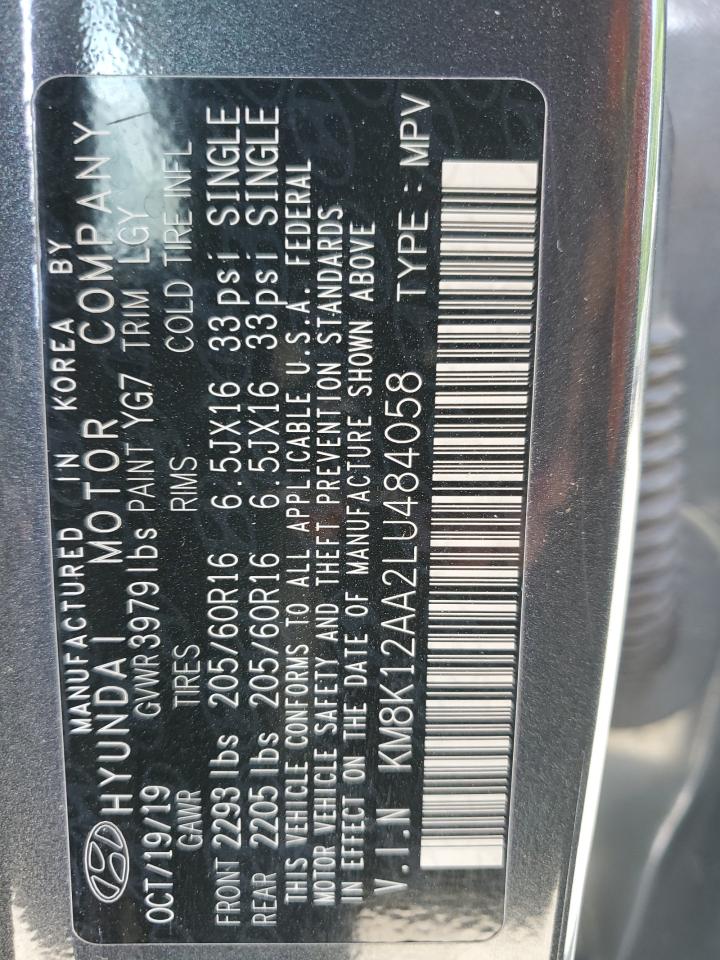 MANUFACTURED IN KOREA BY
HYUNDAI MOTOR COMPANY
OCT/19/19 GVWR 3979 lbs PAINT YG7 TRIM LGY
GAWR TIRES RIMS COLD TIRE INFL
FRONT 2293 lbs 205/60R16 6.5JX16 33 psi SINGLE
REAR 2205 lbs 205/60R16 6.5JX16 33 psi SINGLE
THIS VEHICLE CONFORMS TO ALL APPLICABLE U.S.A. FEDERAL
MOTOR VEHICLE SAFETY AND THEFT PREVENTION STANDARDS
IN EFFECT ON THE DATE OF MANUFACTURE SHOWN ABOVE
V.I.N KM8K12AA2LU484058 TYPE : MPV